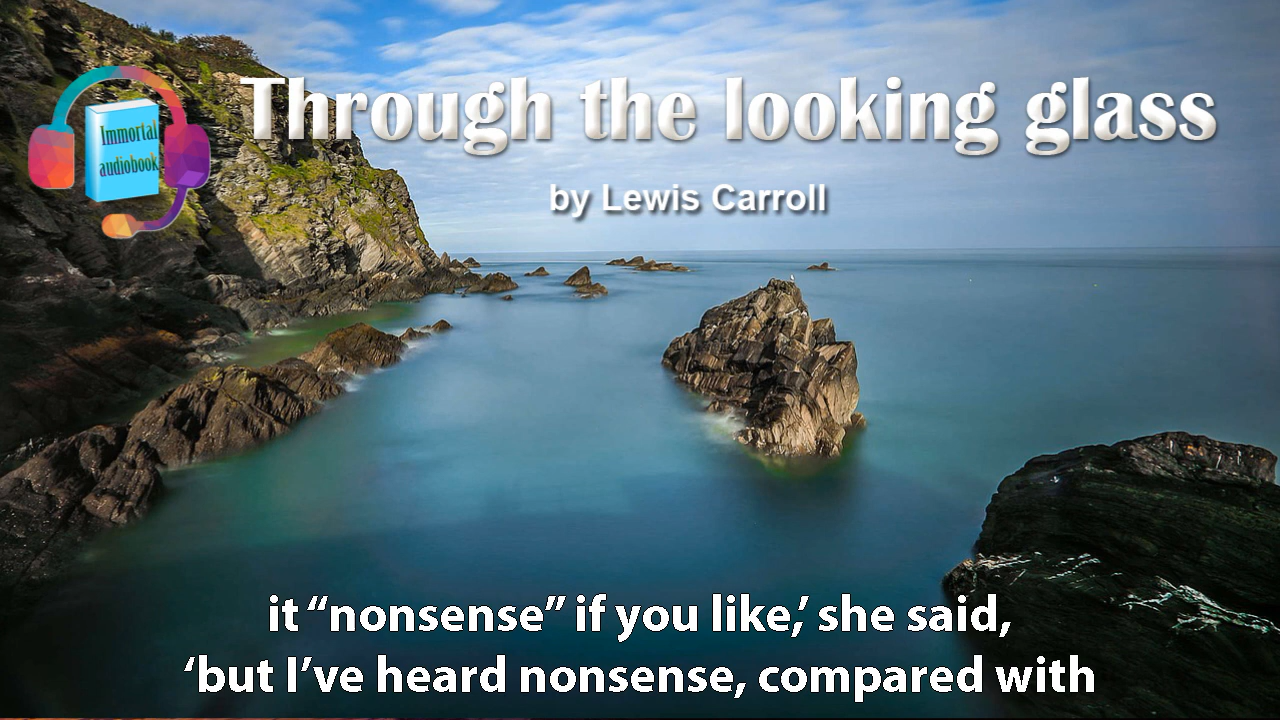 Through the looking glass
Immortal
audiobook
by Lewis Carroll
it “nonsense” if you like,’ she said,
‘but I’ve heard nonsense, compared with